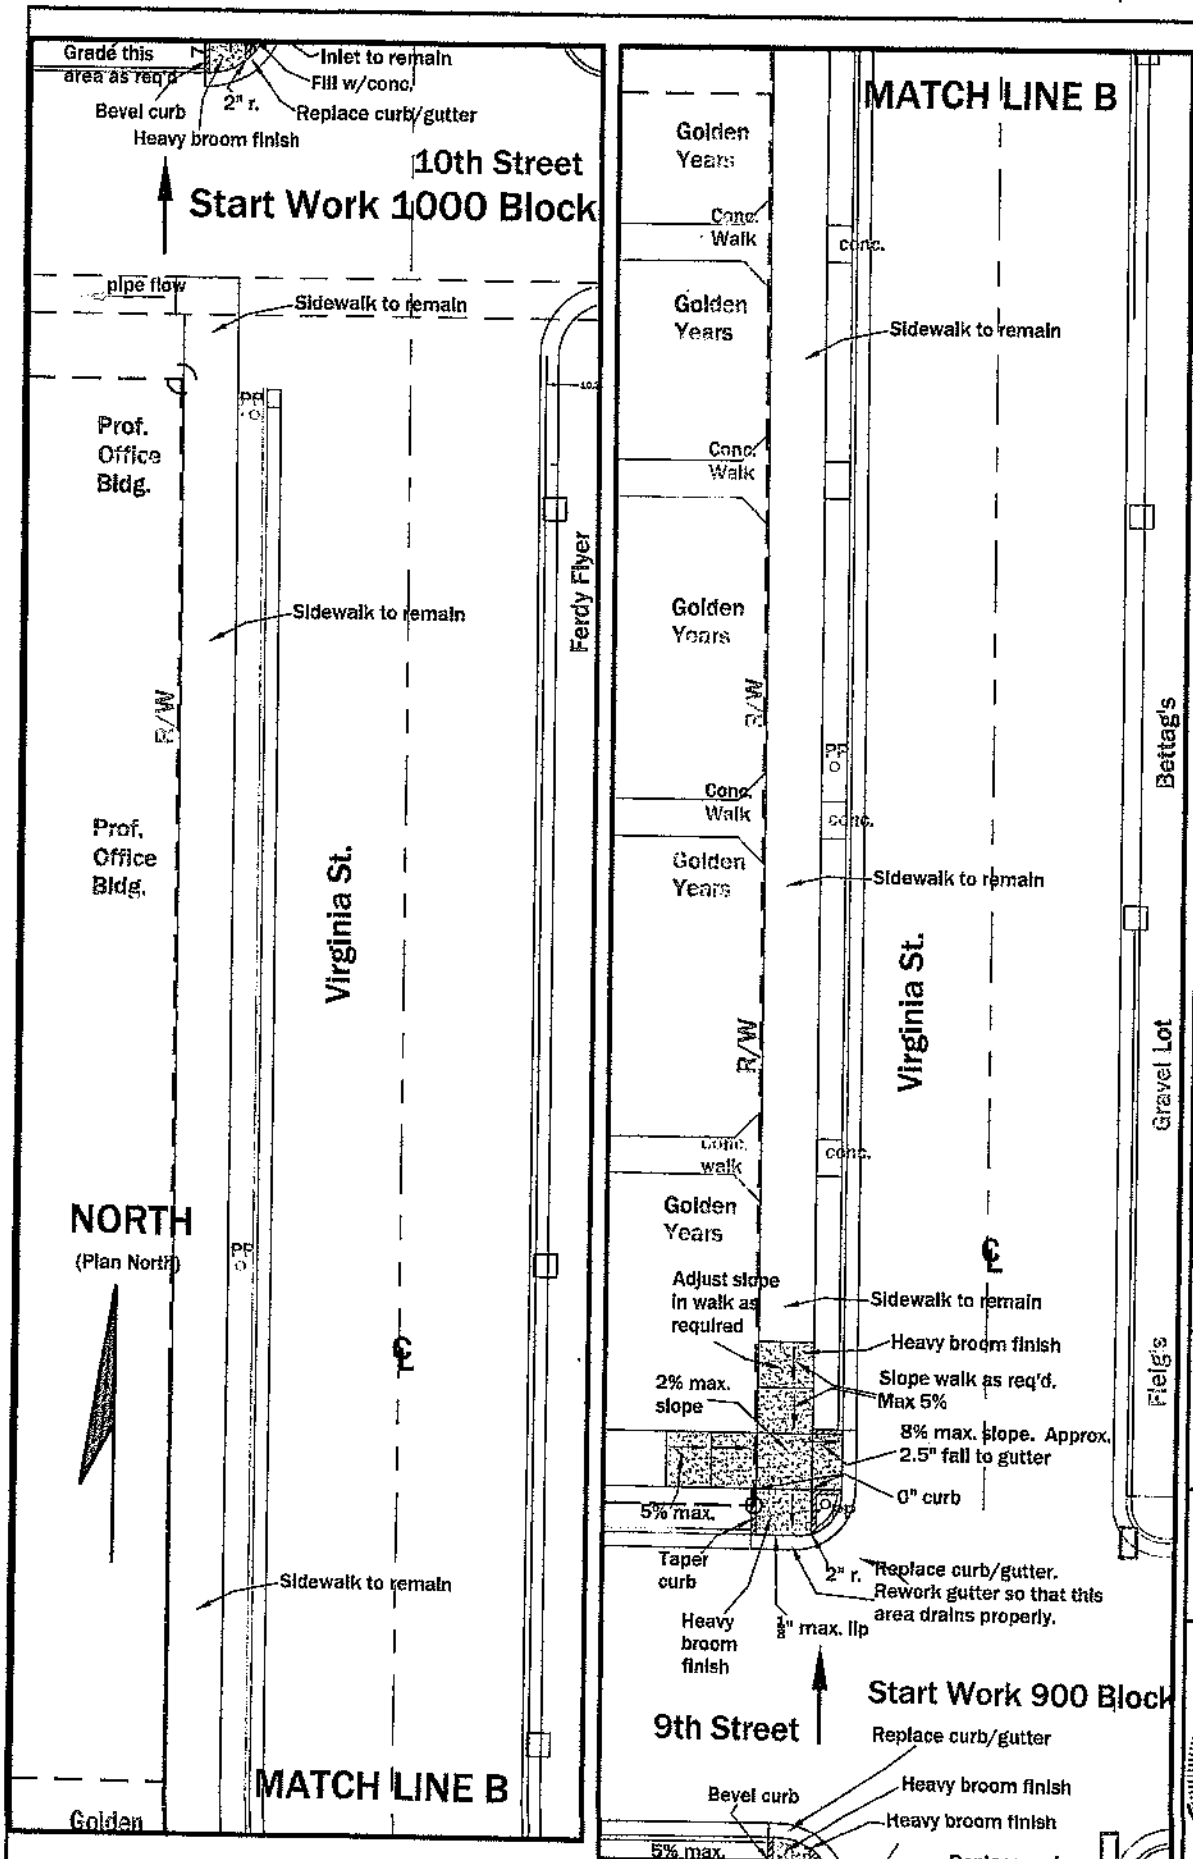 Grade this
area as req'd
Bevel curb
2" r.
Heavy broom finish
Inlet to remain
Fill w/conc.
Replace curb/gutter
10th Street
Start Work 1000 Block
pipe flow
Sidewalk to remain
PP
Prof.
Office
Bldg.
Ferdy Flyer
Sidewalk to remain
R/W
Prof.
Office
Bldg.
Virginia St.
NORTH
(Plan North)
PP
CL
Sidewalk to remain
MATCH LINE B
Golden
MATCH LINE B
Golden
Years
Conc.
Walk
conc.
Golden
Years
Sidewalk to remain
Conc.
Walk
Golden
Years
R/W
PP
Bettag's
Conc.
Walk
conc.
Golden
Years
Sidewalk to remain
Virginia St.
R/W
Gravel Lot
Conc.
walk
conc.
Golden
Years
CL
Adjust slope
in walk as
required
Sidewalk to remain
Heavy broom finish
Fleig's
2% max.
slope
Slope walk as req'd.
Max 5%
8% max. slope. Approx.
2.5" fall to gutter
0" curb
5% max.
PP
Taper
curb
2" r.
Replace curb/gutter.
Rework gutter so that this
area drains properly.
Heavy
broom
finish
⅛" max. lip
Start Work 900 Block
9th Street
Replace curb/gutter
Bevel curb
Heavy broom finish
Heavy broom finish
5% max.